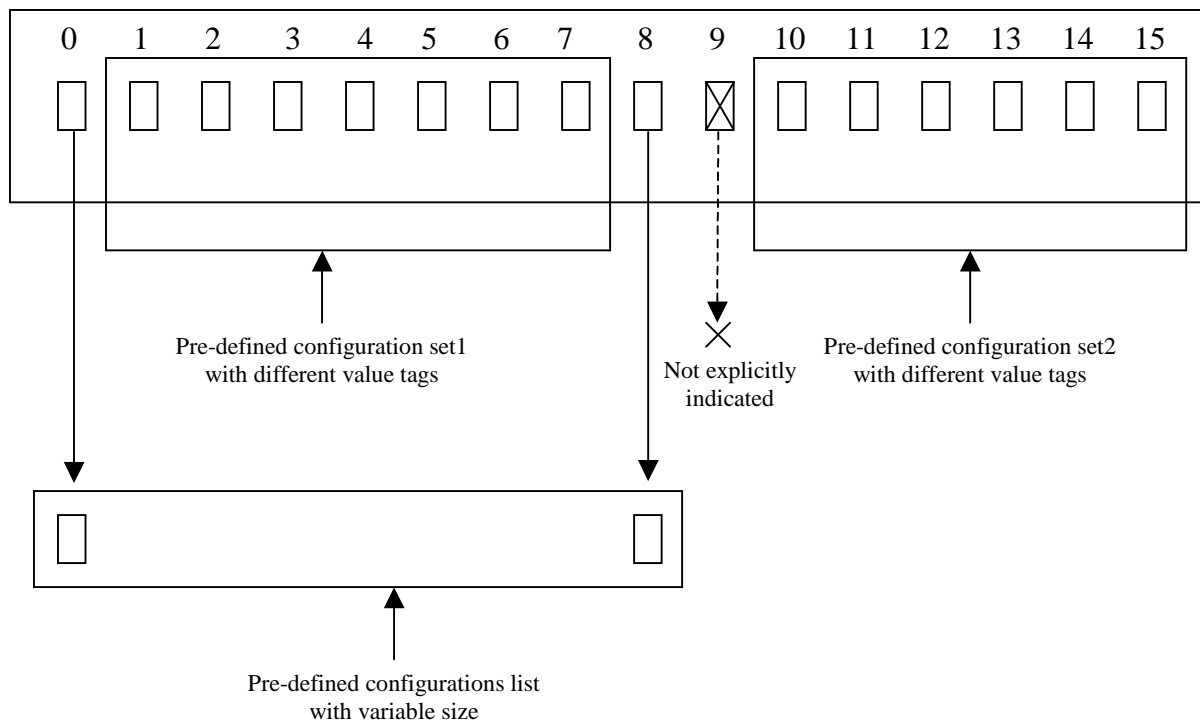 0 1 2 3 4 5 6 7 8 9 10 11 12 13 14 15
Pre-defined configuration set1
with different value tags
Not explicitly
indicated
Pre-defined configuration set2
with different value tags
Pre-defined configurations list
with variable size